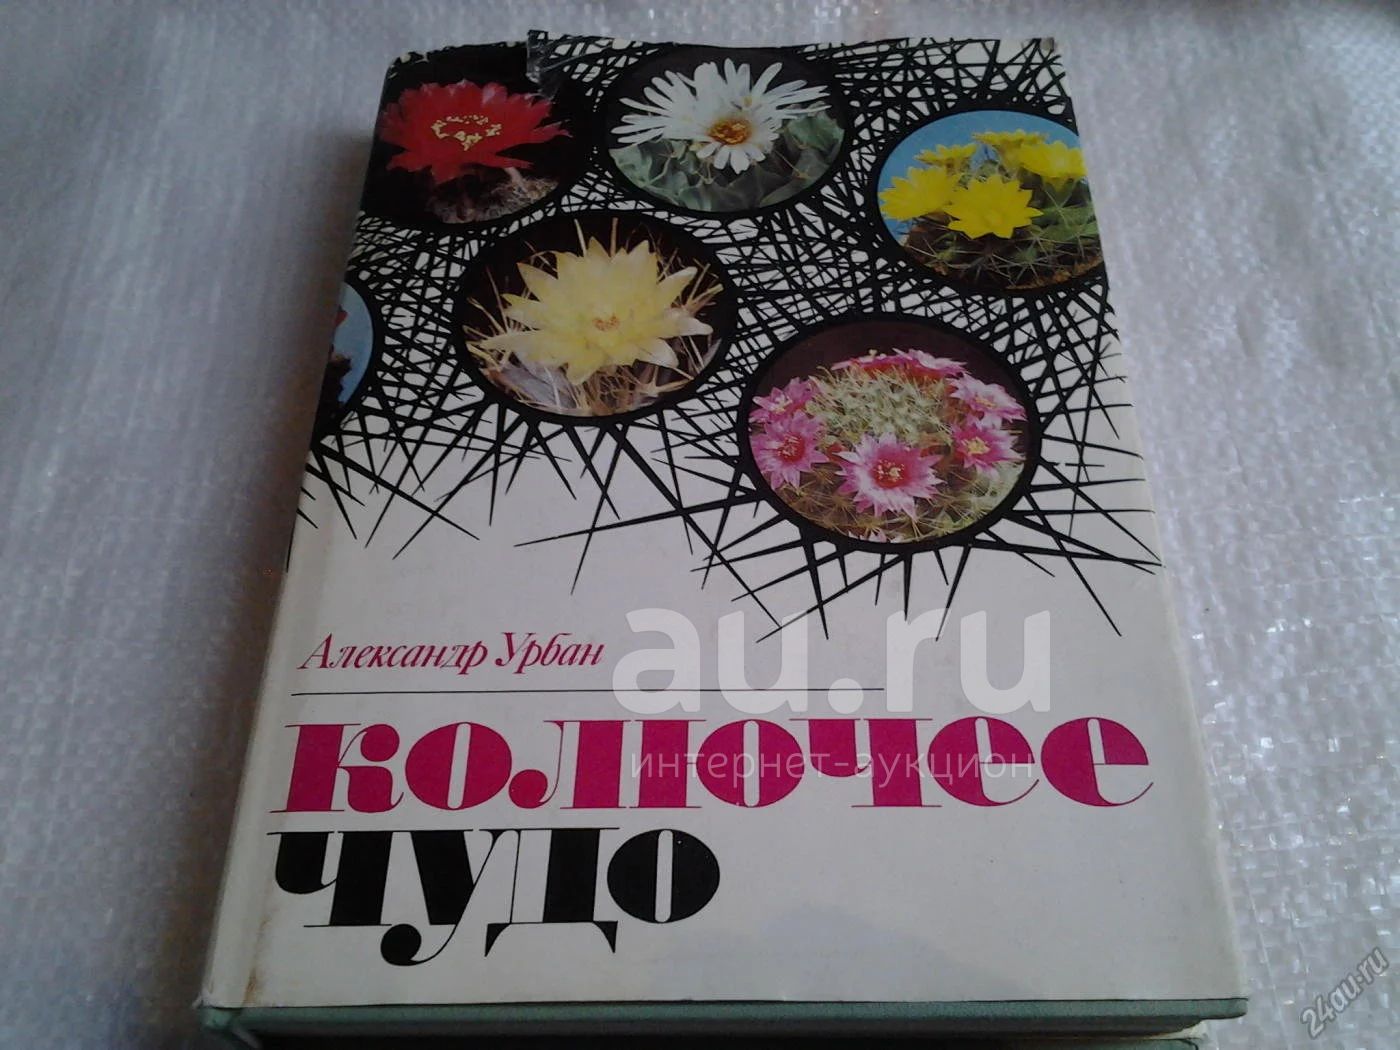 Александр Урбан
колючее
чудо
au.ru
интернет-аукцион
24au.ru